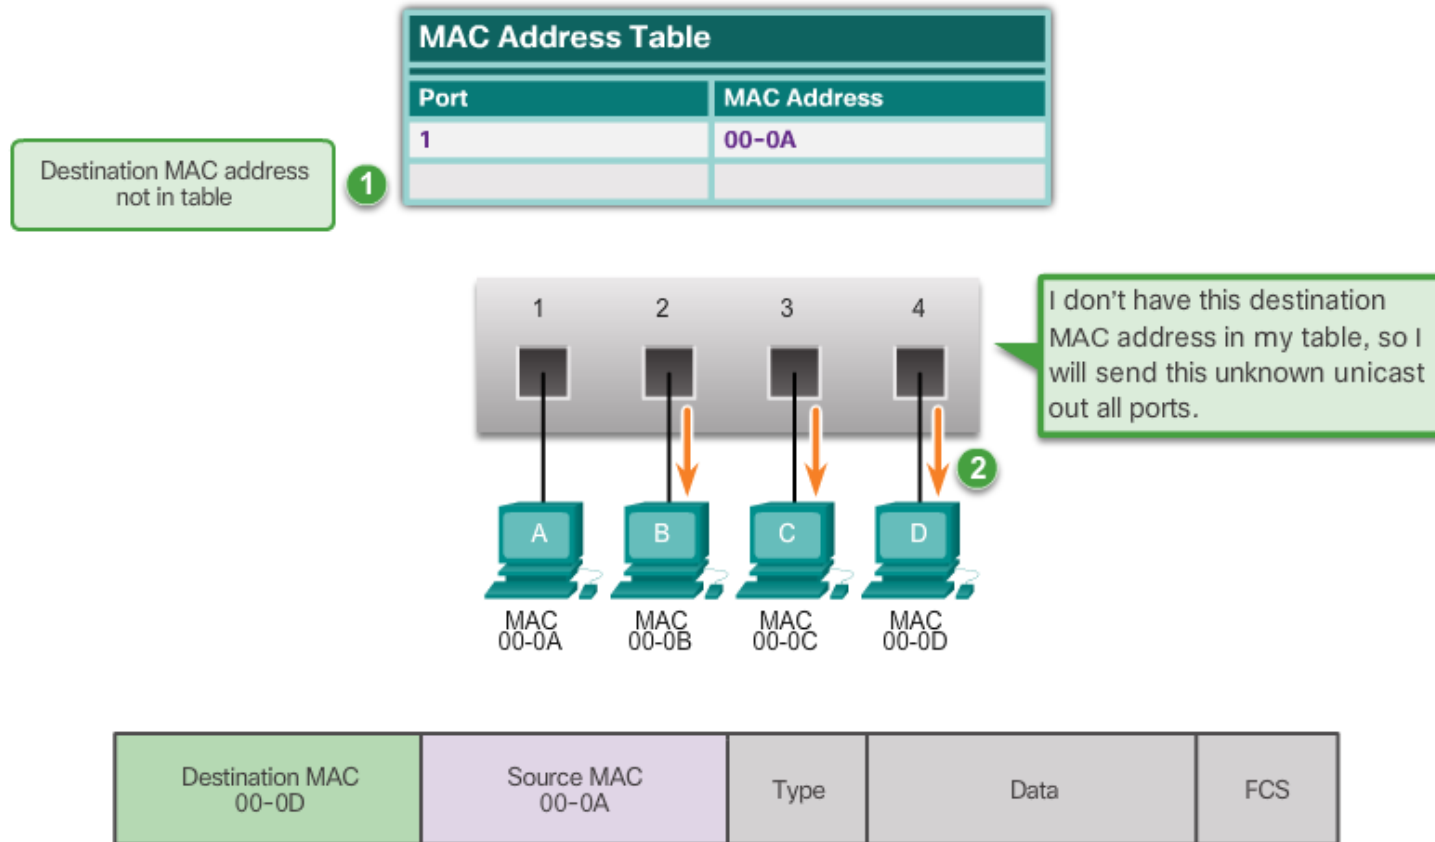 MAC Address Table
Port MAC Address
1 00-0A
Destination MAC address
not in table
1
1 2 3 4
I don't have this destination
MAC address in my table, so I
will send this unknown unicast
out all ports.
2
A B C D
MAC MAC MAC MAC
00-0A 00-0B 00-0C 00-0D
Destination MAC Source MAC Type Data FCS
00-0D 00-0A